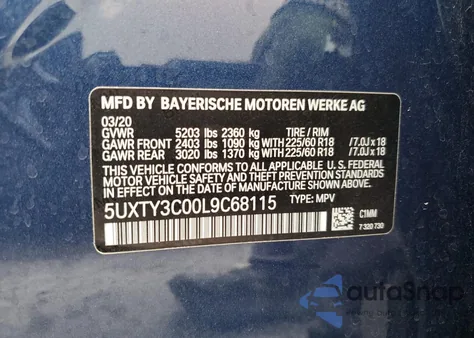 MFD BY BAYERISCHE MOTOREN WERKE AG
03/20
GVWR 5203 lbs 2360 kg TIRE / RIM
GAWR FRONT 2403 lbs 1090 kg WITH 225/60 R18 /7.0J x 18
GAWR REAR 3020 lbs 1370 kg WITH 225/60 R18 /7.0J x 18
THIS VEHICLE CONFORMS TO ALL APPLICABLE U.S. FEDERAL
MOTOR VEHICLE SAFETY, BUMPER, AND THEFT PREVENTION
STANDARDS IN EFFECT ON THE DATE OF MANUFACTURE
SHOWN ABOVE.
5UXTY3C00L9C68115 TYPE: MPV
C1MM
7 320 730
autaSnap